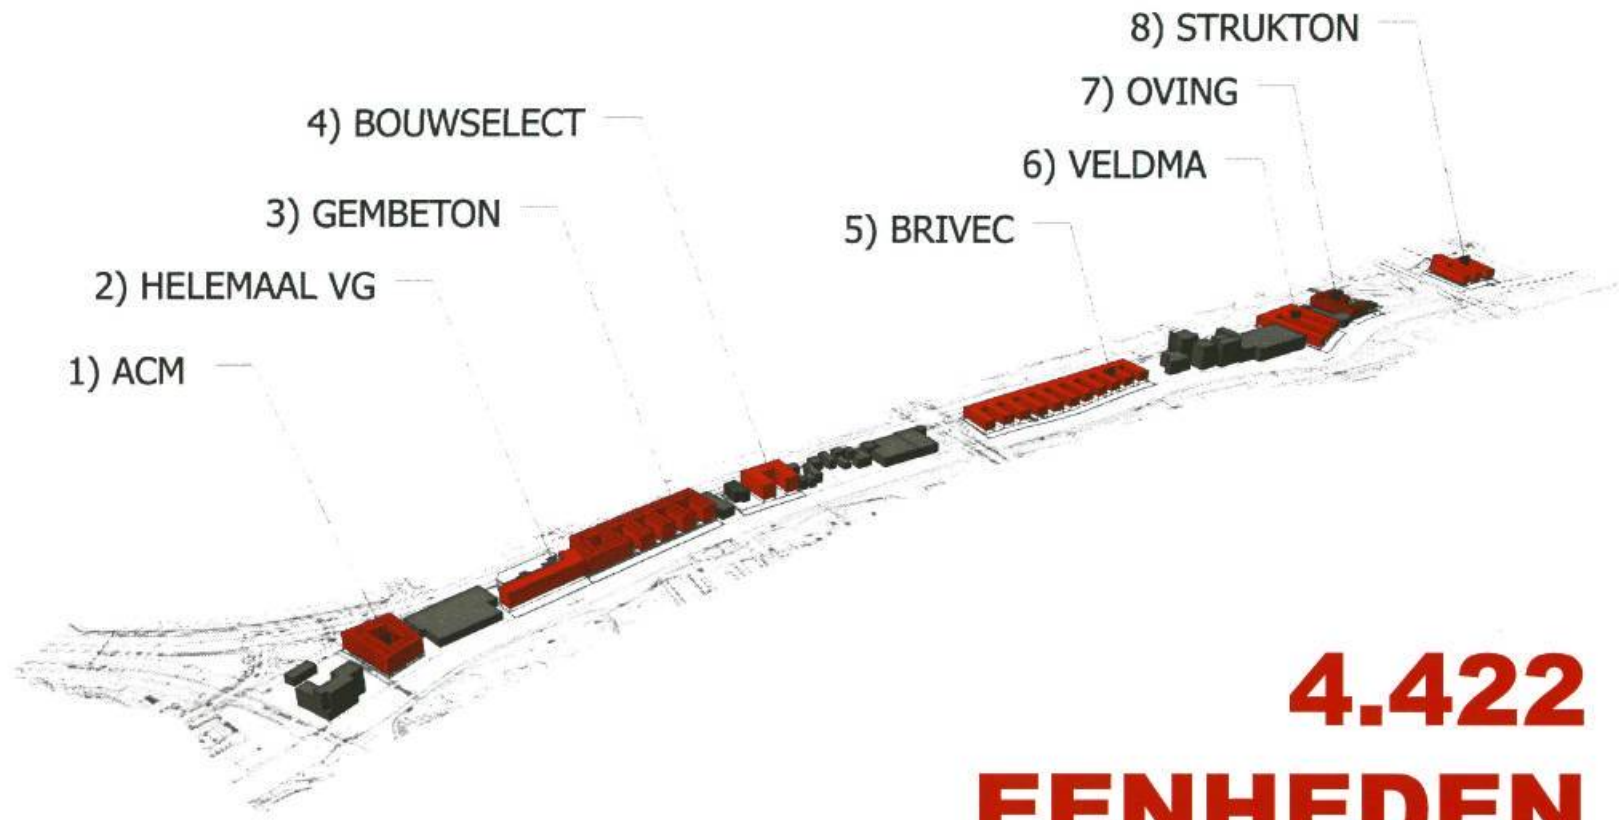 8) STRUKTON
7) OVING
4) BOUWSELECT
6) VELDMA
3) GEMBETON
5) BRIVEC
2) HELEMAAL VG
1) ACM
4.422
EENHEDEN